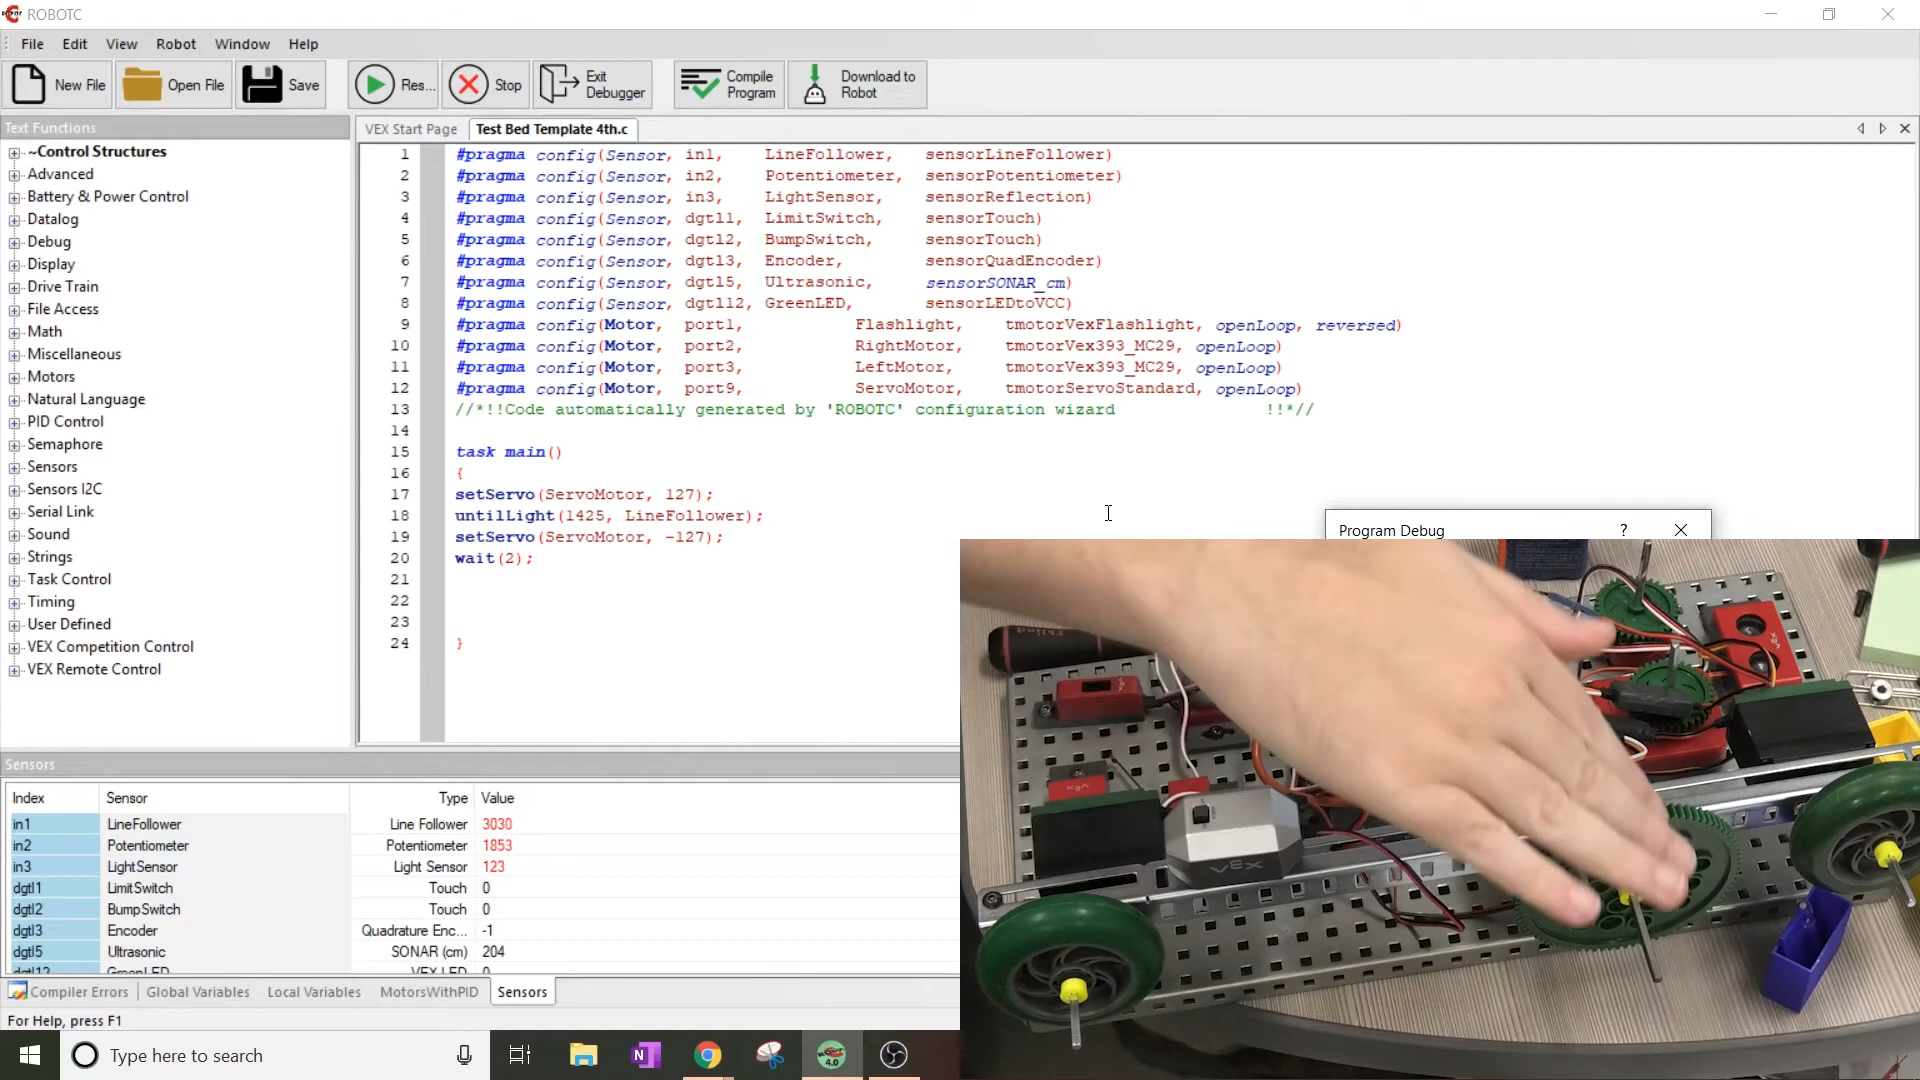 ROBOTC
File Edit View Robot Window Help
New File Open File Save Res... Stop Exit Debugger Compile Program Download to Robot
Text Functions
~Control Structures
Advanced
Battery & Power Control
Datalog
Debug
Display
Drive Train
File Access
Math
Miscellaneous
Motors
Natural Language
PID Control
Semaphore
Sensors
Sensors I2C
Serial Link
Sound
Strings
Task Control
Timing
User Defined
VEX Competition Control
VEX Remote Control
VEX Start Page Test Bed Template 4th.c
1 #pragma config(Sensor, in1, LineFollower, sensorLineFollower)
2 #pragma config(Sensor, in2, Potentiometer, sensorPotentiometer)
3 #pragma config(Sensor, in3, LightSensor, sensorReflection)
4 #pragma config(Sensor, dgtl1, LimitSwitch, sensorTouch)
5 #pragma config(Sensor, dgtl2, BumpSwitch, sensorTouch)
6 #pragma config(Sensor, dgtl3, Encoder, sensorQuadEncoder)
7 #pragma config(Sensor, dgtl5, Ultrasonic, sensorSONAR_cm)
8 #pragma config(Sensor, dgtl12, GreenLED, sensorLEDtoVCC)
9 #pragma config(Motor, port1, Flashlight, tmotorVexFlashlight, openLoop, reversed)
10 #pragma config(Motor, port2, RightMotor, tmotorVex393_MC29, openLoop)
11 #pragma config(Motor, port3, LeftMotor, tmotorVex393_MC29, openLoop)
12 #pragma config(Motor, port9, ServoMotor, tmotorServoStandard, openLoop)
13 //*!!Code automatically generated by 'ROBOTC' configuration wizard !!*//
14
15 task main()
16 {
17 setServo(ServoMotor, 127);
18 untilLight(1425, LineFollower);
19 setServo(ServoMotor, -127);
20 wait(2);
21
22
23
24 }
Program Debug ?
VEX
VEX
VEX
VEX
Sensors
Index Sensor Type Value
in1 LineFollower Line Follower 3030
in2 Potentiometer Potentiometer 1853
in3 LightSensor Light Sensor 123
dgtl1 LimitSwitch Touch 0
dgtl2 BumpSwitch Touch 0
dgtl3 Encoder Quadrature Enc... -1
dgtl5 Ultrasonic SONAR (cm) 204
dgtl12 GreenLED VEX LED 0
Compiler Errors Global Variables Local Variables MotorsWithPID Sensors
For Help, press F1
Type here to search
N
4.0